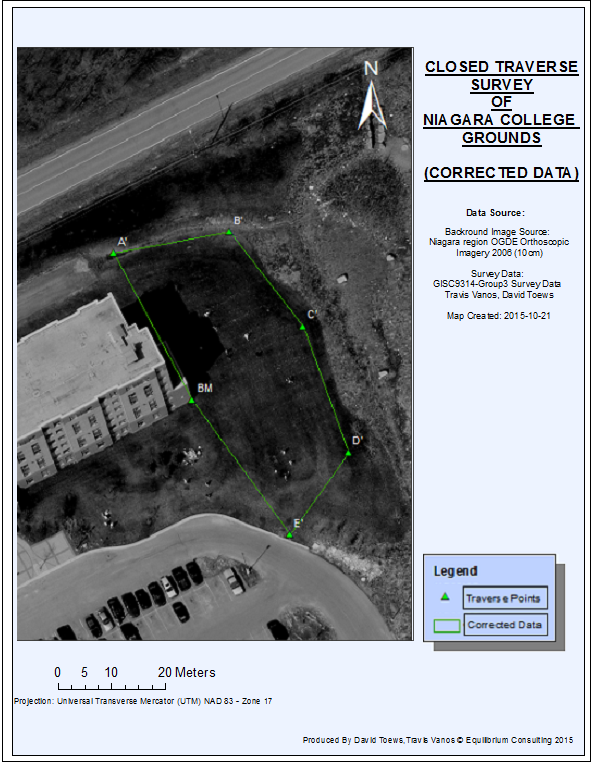 N
CLOSED TRAVERSE
SURVEY
OF
NIAGARA COLLEGE
GROUNDS
(CORRECTED DATA)
Data Source:
Backround Image Source:
Niagara region OGDE Orthoscopic
Imagery 2006 (10cm)
Survey Data:
GISC9314-Group3 Survey Data
Travis Vanos, David Toews
Map Created: 2015-10-21
A'
B'
C'
BM
D'
E'
Legend
Traverse Points
Corrected Data
0 5 10 20 Meters
Projection: Universal Transverse Mercator (UTM) NAD 83 - Zone 17
Produced By David Toews,Travis Vanos © Equilibrium Consulting 2015